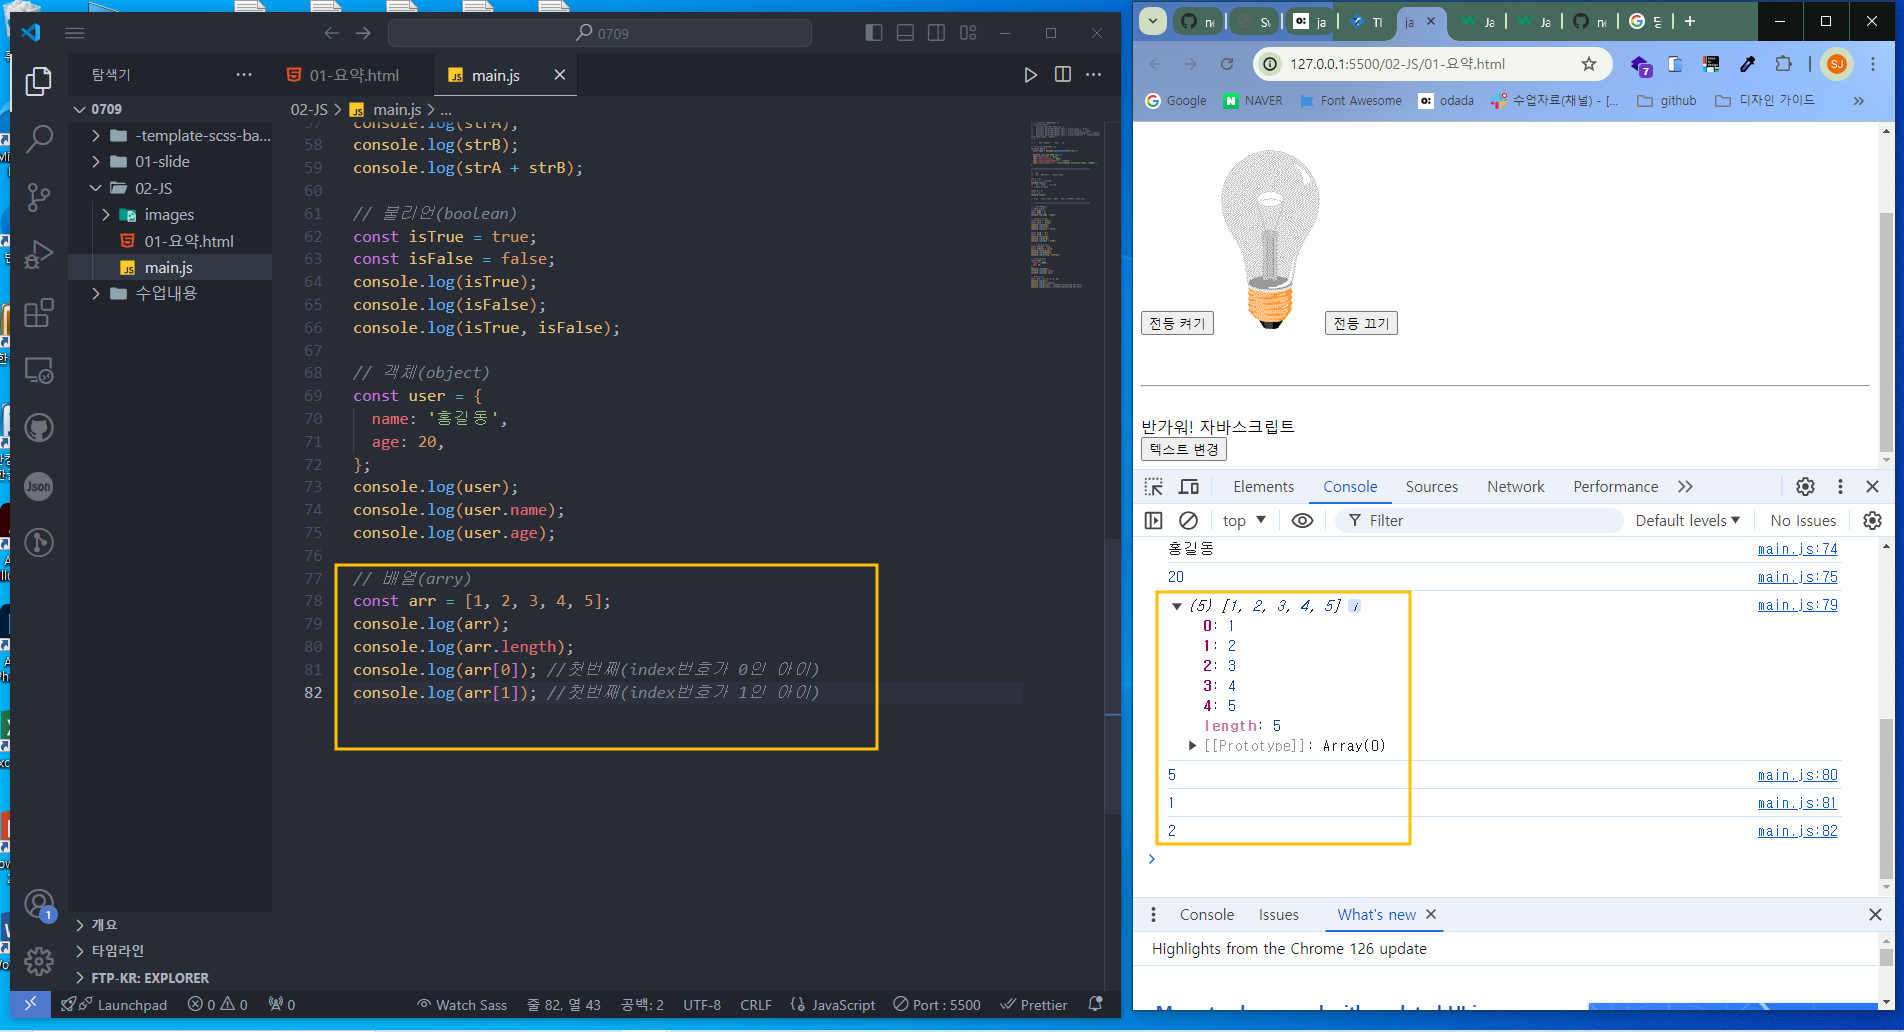 0709
탐색기
01-요약.html
main.js
0709
02-JS > main.js > ...
-template-scss-ba...
01-slide
02-JS
images
01-요약.html
main.js
수업내용
개요
타임라인
FTP-KR: EXPLORER
57 console.log(strA);
58 console.log(strB);
59 console.log(strA + strB);
60
61 // 불리언(boolean)
62 const isTrue = true;
63 const isFalse = false;
64 console.log(isTrue);
65 console.log(isFalse);
66 console.log(isTrue, isFalse);
67
68 // 객체(object)
69 const user = {
70 name: '홍길동',
71 age: 20,
72 };
73 console.log(user);
74 console.log(user.name);
75 console.log(user.age);
76
77 // 배열(arry)
78 const arr = [1, 2, 3, 4, 5];
79 console.log(arr);
80 console.log(arr.length);
81 console.log(arr[0]); //첫번째(index번호가 0인 아이)
82 console.log(arr[1]); //첫번째(index번호가 1인 아이)
Json
1
Launchpad 0 0 0 Watch Sass 줄 82, 열 43 공백: 2 UTF-8 CRLF JavaScript Port : 5500 Prettier
ja
127.0.0.1:5500/02-JS/01-요약.html
7
SJ
Google NAVER Font Awesome odada 수업자료(채널) - [... github 디자인 가이드 »
전등 켜기 전등 끄기
반가워! 자바스크립트
텍스트 변경
Elements Console Sources Network Performance
top Filter Default levels No Issues
홍길동 main.js:74
20 main.js:75
(5) [1, 2, 3, 4, 5] i main.js:79
0: 1
1: 2
2: 3
3: 4
4: 5
length: 5
[[Prototype]]: Array(0)
5 main.js:80
1 main.js:81
2 main.js:82
Console Issues What's new
Highlights from the Chrome 126 update